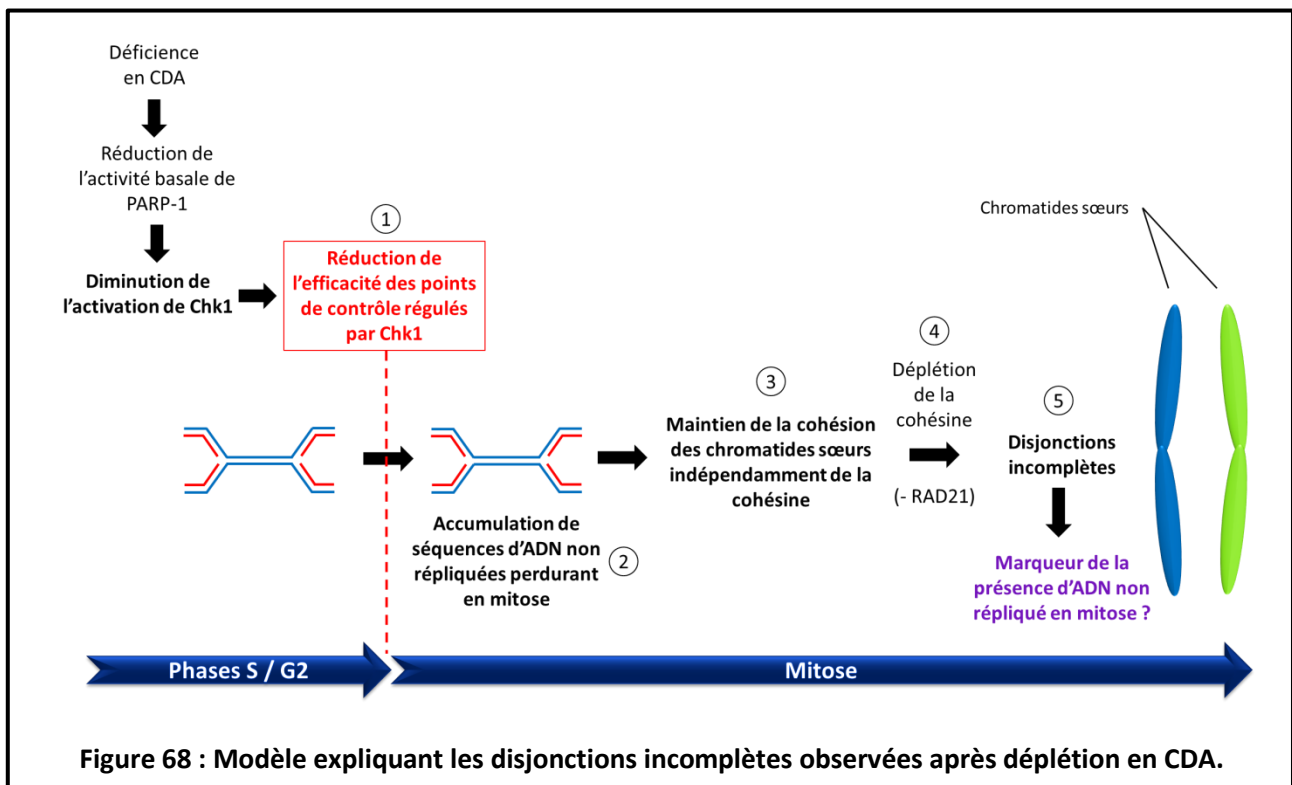 Déficience
en CDA
Réduction de
l’activité basale de
PARP-1
Diminution de
l’activation de Chk1
1
Réduction de
l’efficacité des points
de contrôle régulés
par Chk1
2
Accumulation de
séquences d’ADN non
répliquées perdurant
en mitose
3
Maintien de la cohésion
des chromatides sœurs
indépendamment de la
cohésine
4
Déplétion
de la
cohésine
(- RAD21)
5
Disjonctions
incomplètes
Marqueur de la
présence d’ADN non
répliqué en mitose ?
Chromatides sœurs
Phases S / G2
Mitose
Figure 68 : Modèle expliquant les disjonctions incomplètes observées après déplétion en CDA.